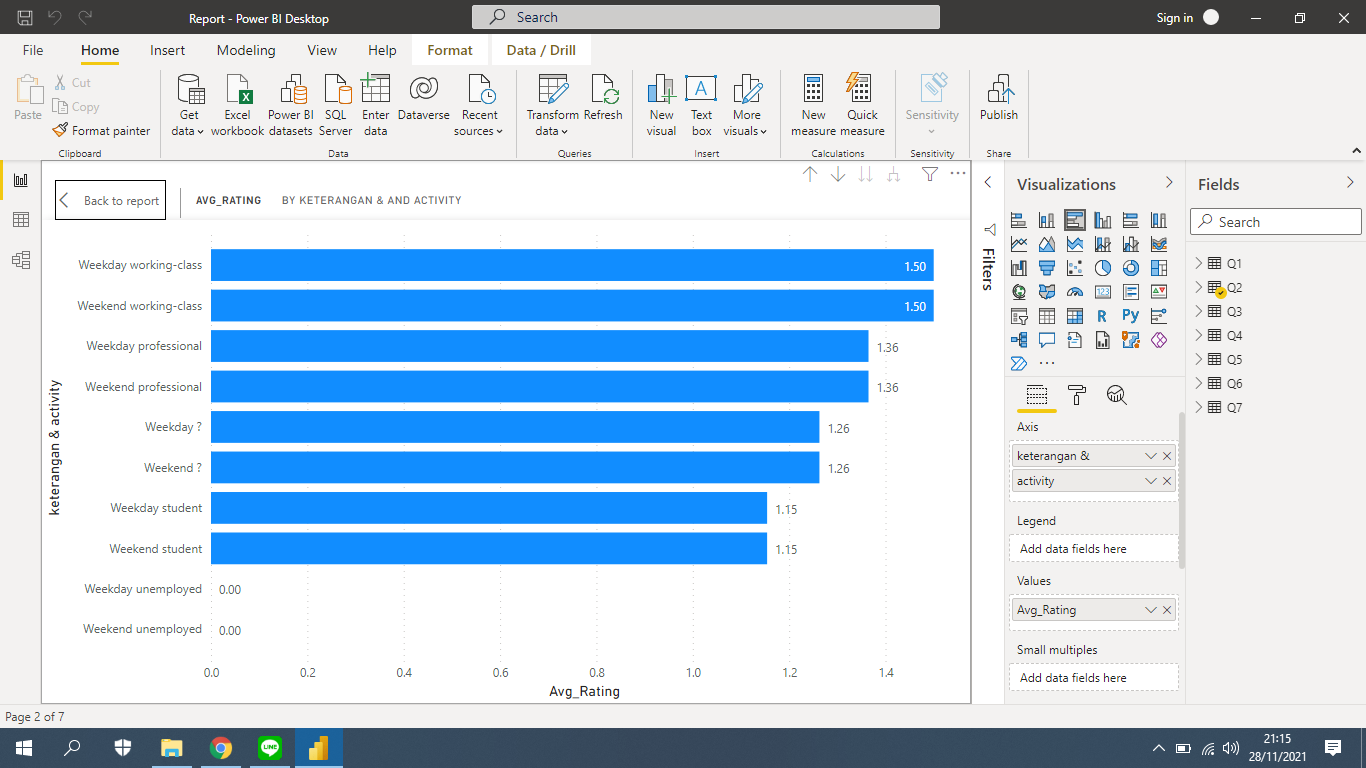 Report - Power BI Desktop
Search
Sign in
File
Home
Insert
Modeling
View
Help
Format
Data / Drill
Paste
Cut
Copy
Format painter
Clipboard
Get
data
Excel
workbook
Power BI
datasets
SQL
Server
Enter
data
Dataverse
Recent
sources
Data
Transform
data
Refresh
Queries
New
visual
Text
box
More
visuals
Insert
New
measure
Quick
measure
Calculations
Sensitivity
Sensitivity
Publish
Share
Back to report
AVG_RATING
BY KETERANGAN & AND ACTIVITY
keterangan & activity
Weekday working-class 1.50
Weekend working-class 1.50
Weekday professional 1.36
Weekend professional 1.36
Weekday ? 1.26
Weekend ? 1.26
Weekday student 1.15
Weekend student 1.15
Weekday unemployed 0.00
Weekend unemployed 0.00
0.0 0.2 0.4 0.6 0.8 1.0 1.2 1.4
Avg_Rating
Filters
Visualizations
123
R
Py
Axis
keterangan &
activity
Legend
Add data fields here
Values
Avg_Rating
Small multiples
Add data fields here
Fields
Search
Q1
Q2
Q3
Q4
Q5
Q6
Q7
Page 2 of 7
LINE
21:15
28/11/2021